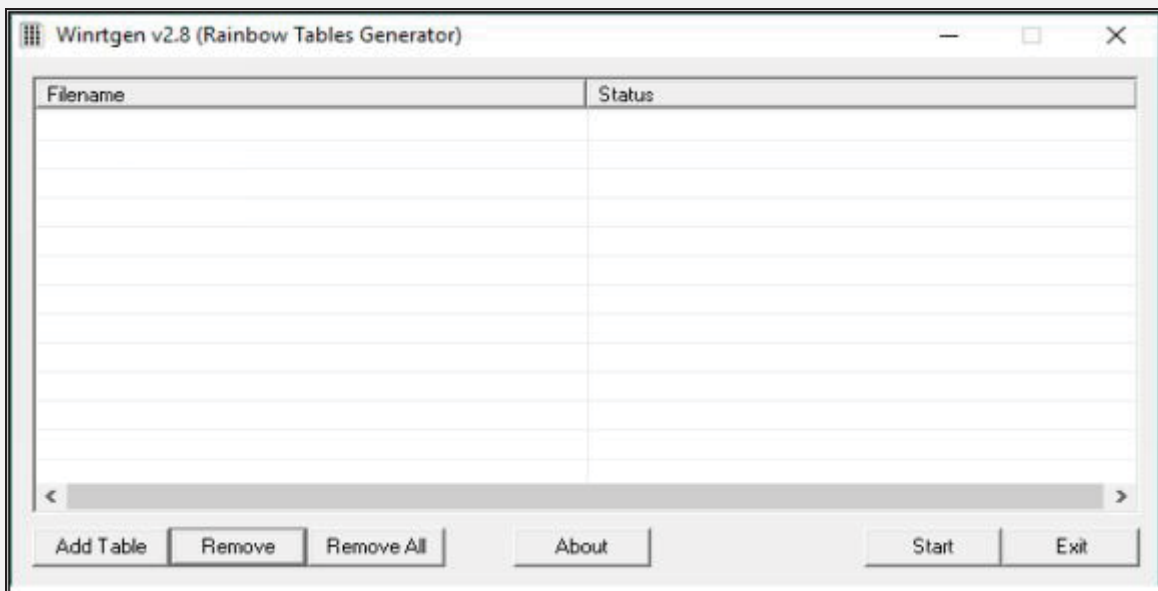 Winrtgen v2.8 (Rainbow Tables Generator)
Filename Status
Add Table Remove Remove All About Start Exit